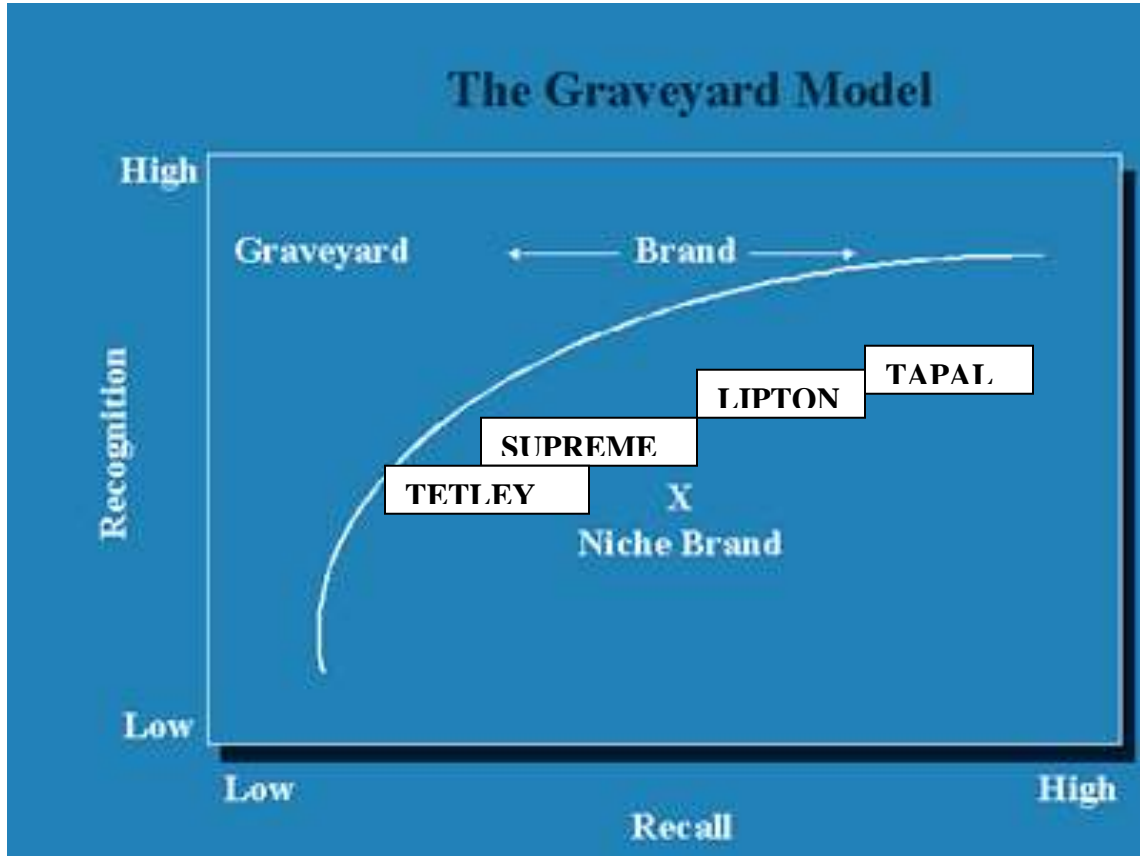 The Graveyard Model
High
Graveyard
Brand
TAPAL
LIPTON
SUPREME
TETLEY
X
Niche Brand
Recognition
Low
Low
High
Recall